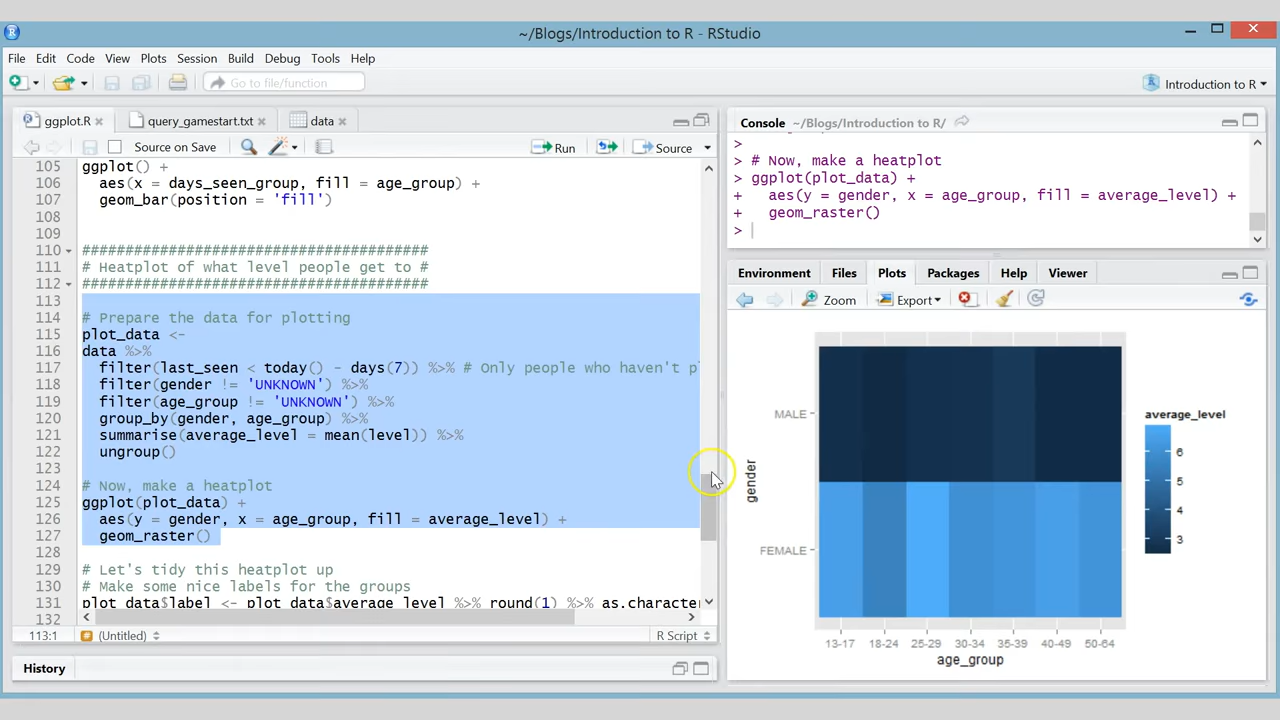 ~/Blogs/Introduction to R - RStudio
File Edit Code View Plots Session Build Debug Tools Help
Go to file/function
Introduction to R
ggplot.R
query_gamestart.txt
data
Source on Save
Run
Source
105 ggplot() +
106 aes(x = days_seen_group, fill = age_group) +
107 geom_bar(position = 'fill')
108
109
110 ########################################
111 # Heatplot of what level people get to #
112 ########################################
113
114 # Prepare the data for plotting
115 plot_data <-
116 data %>%
117 filter(last_seen < today() - days(7)) %>% # Only people who haven't p
118 filter(gender != 'UNKNOWN') %>%
119 filter(age_group != 'UNKNOWN') %>%
120 group_by(gender, age_group) %>%
121 summarise(average_level = mean(level)) %>%
122 ungroup()
123
124 # Now, make a heatplot
125 ggplot(plot_data) +
126 aes(y = gender, x = age_group, fill = average_level) +
127 geom_raster()
128
129 # Let's tidy this heatplot up
130 # Make some nice labels for the groups
131 plot_data$label <- plot_data$average_level %>% round(1) %>% as.character
132
113:1 (Untitled) R Script
History
Console ~/Blogs/Introduction to R/
>
> # Now, make a heatplot
> ggplot(plot_data) +
+ aes(y = gender, x = age_group, fill = average_level) +
+ geom_raster()
>
Environment Files Plots Packages Help Viewer
Zoom Export
MALE
FEMALE
gender
13-17 18-24 25-29 30-34 35-39 40-49 50-64
age_group
average_level
6
5
4
3